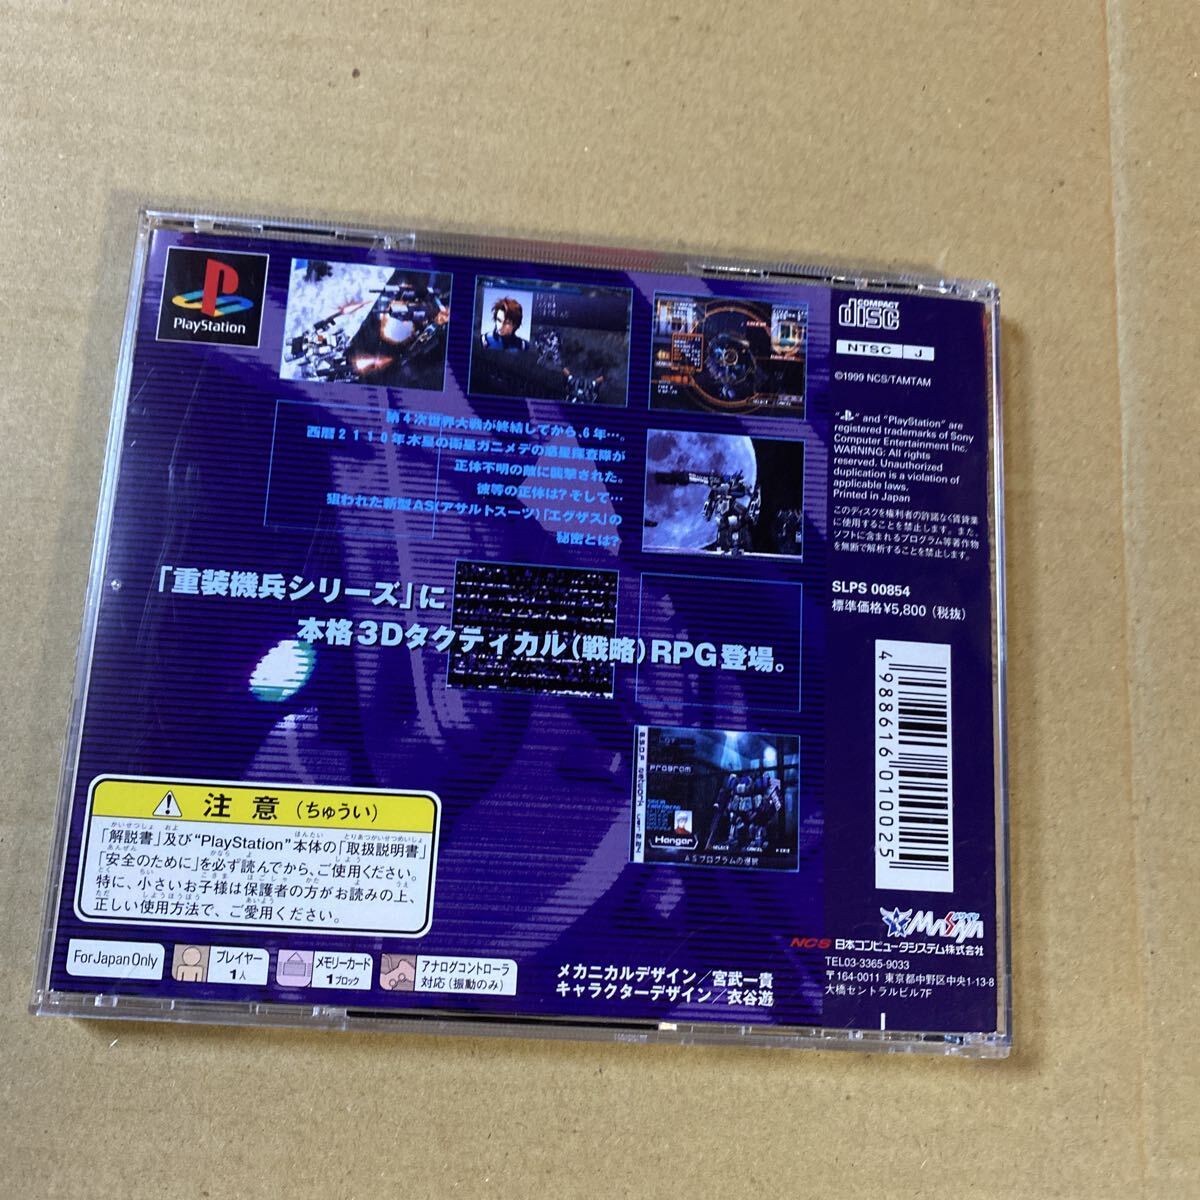 PlayStation
第4次世界大戦が終結してから、6年…。
西暦2110年木星の衛星ガニメデの惑星探査隊が
正体不明の敵に襲撃された。
彼等の正体は?そして…
狙われた新型AS(アサルトスーツ)「エグザス」の
秘密とは?
「重装機兵シリーズ」に
本格3Dタクティカル(戦略)RPG登場。
Program
Hangar
ASプログラムの選択
COMPACT
disc
NTSC J
©1999 NCS/TAMTAM
" " and "PlayStation" are
registered trademarks of Sony
Computer Entertainment Inc.
WARNING: All rights
reserved. Unauthorized
duplication is a violation of
applicable laws.
Printed in Japan
このディスクを権利者の許諾なく賃貸業
に使用することを禁止します。また、
ソフトに含まれるプログラム等著作物
を無断で解析することを禁止します。
SLPS 00854
標準価格¥5,800(税抜)
4 988616 010025
MASAYA
NCS 日本コンピュータシステム株式会社
TEL03-3365-9033
〒164-0011 東京都中野区中央1-13-8
大橋セントラルビル7F
注意(ちゅうい)
「解説書」及び"PlayStation"本体の「取扱説明書」
「安全のために」を必ず読んでから、ご使用ください。
特に、小さいお子様は保護者の方がお読みの上、
正しい使用方法で、ご愛用ください。
For Japan Only
プレイヤー
1人
メモリーカード
1ブロック
アナログコントローラ
対応(振動のみ)
メカニカルデザイン/宮武一貴
キャラクターデザイン/衣谷遊